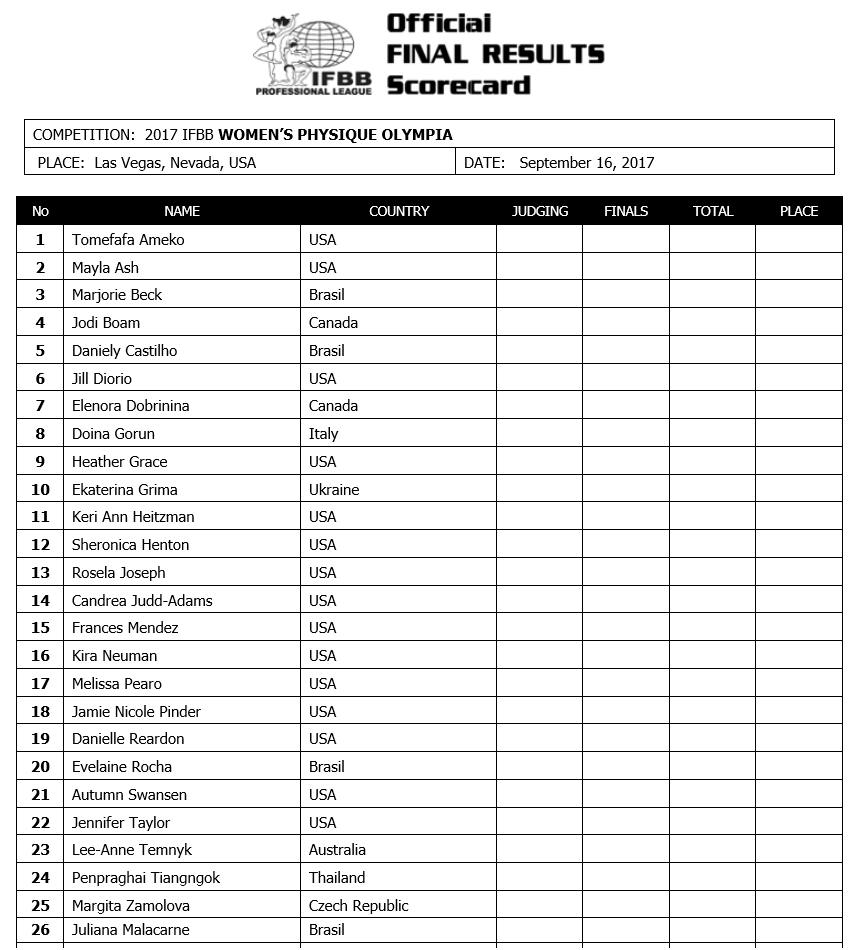 Official
FINAL RESULTS
Scorecard
IFBB
PROFESSIONAL LEAGUE
COMPETITION: 2017 IFBB WOMEN'S PHYSIQUE OLYMPIA
PLACE: Las Vegas, Nevada, USA DATE: September 16, 2017
No NAME COUNTRY JUDGING FINALS TOTAL PLACE
1 Tomefafa Ameko USA
2 Mayla Ash USA
3 Marjorie Beck Brasil
4 Jodi Boam Canada
5 Daniely Castilho Brasil
6 Jill Diorio USA
7 Elenora Dobrinina Canada
8 Doina Gorun Italy
9 Heather Grace USA
10 Ekaterina Grima Ukraine
11 Keri Ann Heitzman USA
12 Sheronica Henton USA
13 Rosela Joseph USA
14 Candrea Judd-Adams USA
15 Frances Mendez USA
16 Kira Neuman USA
17 Melissa Pearo USA
18 Jamie Nicole Pinder USA
19 Danielle Reardon USA
20 Evelaine Rocha Brasil
21 Autumn Swansen USA
22 Jennifer Taylor USA
23 Lee-Anne Temnyk Australia
24 Penpraghai Tiangngok Thailand
25 Margita Zamolova Czech Republic
26 Juliana Malacarne Brasil